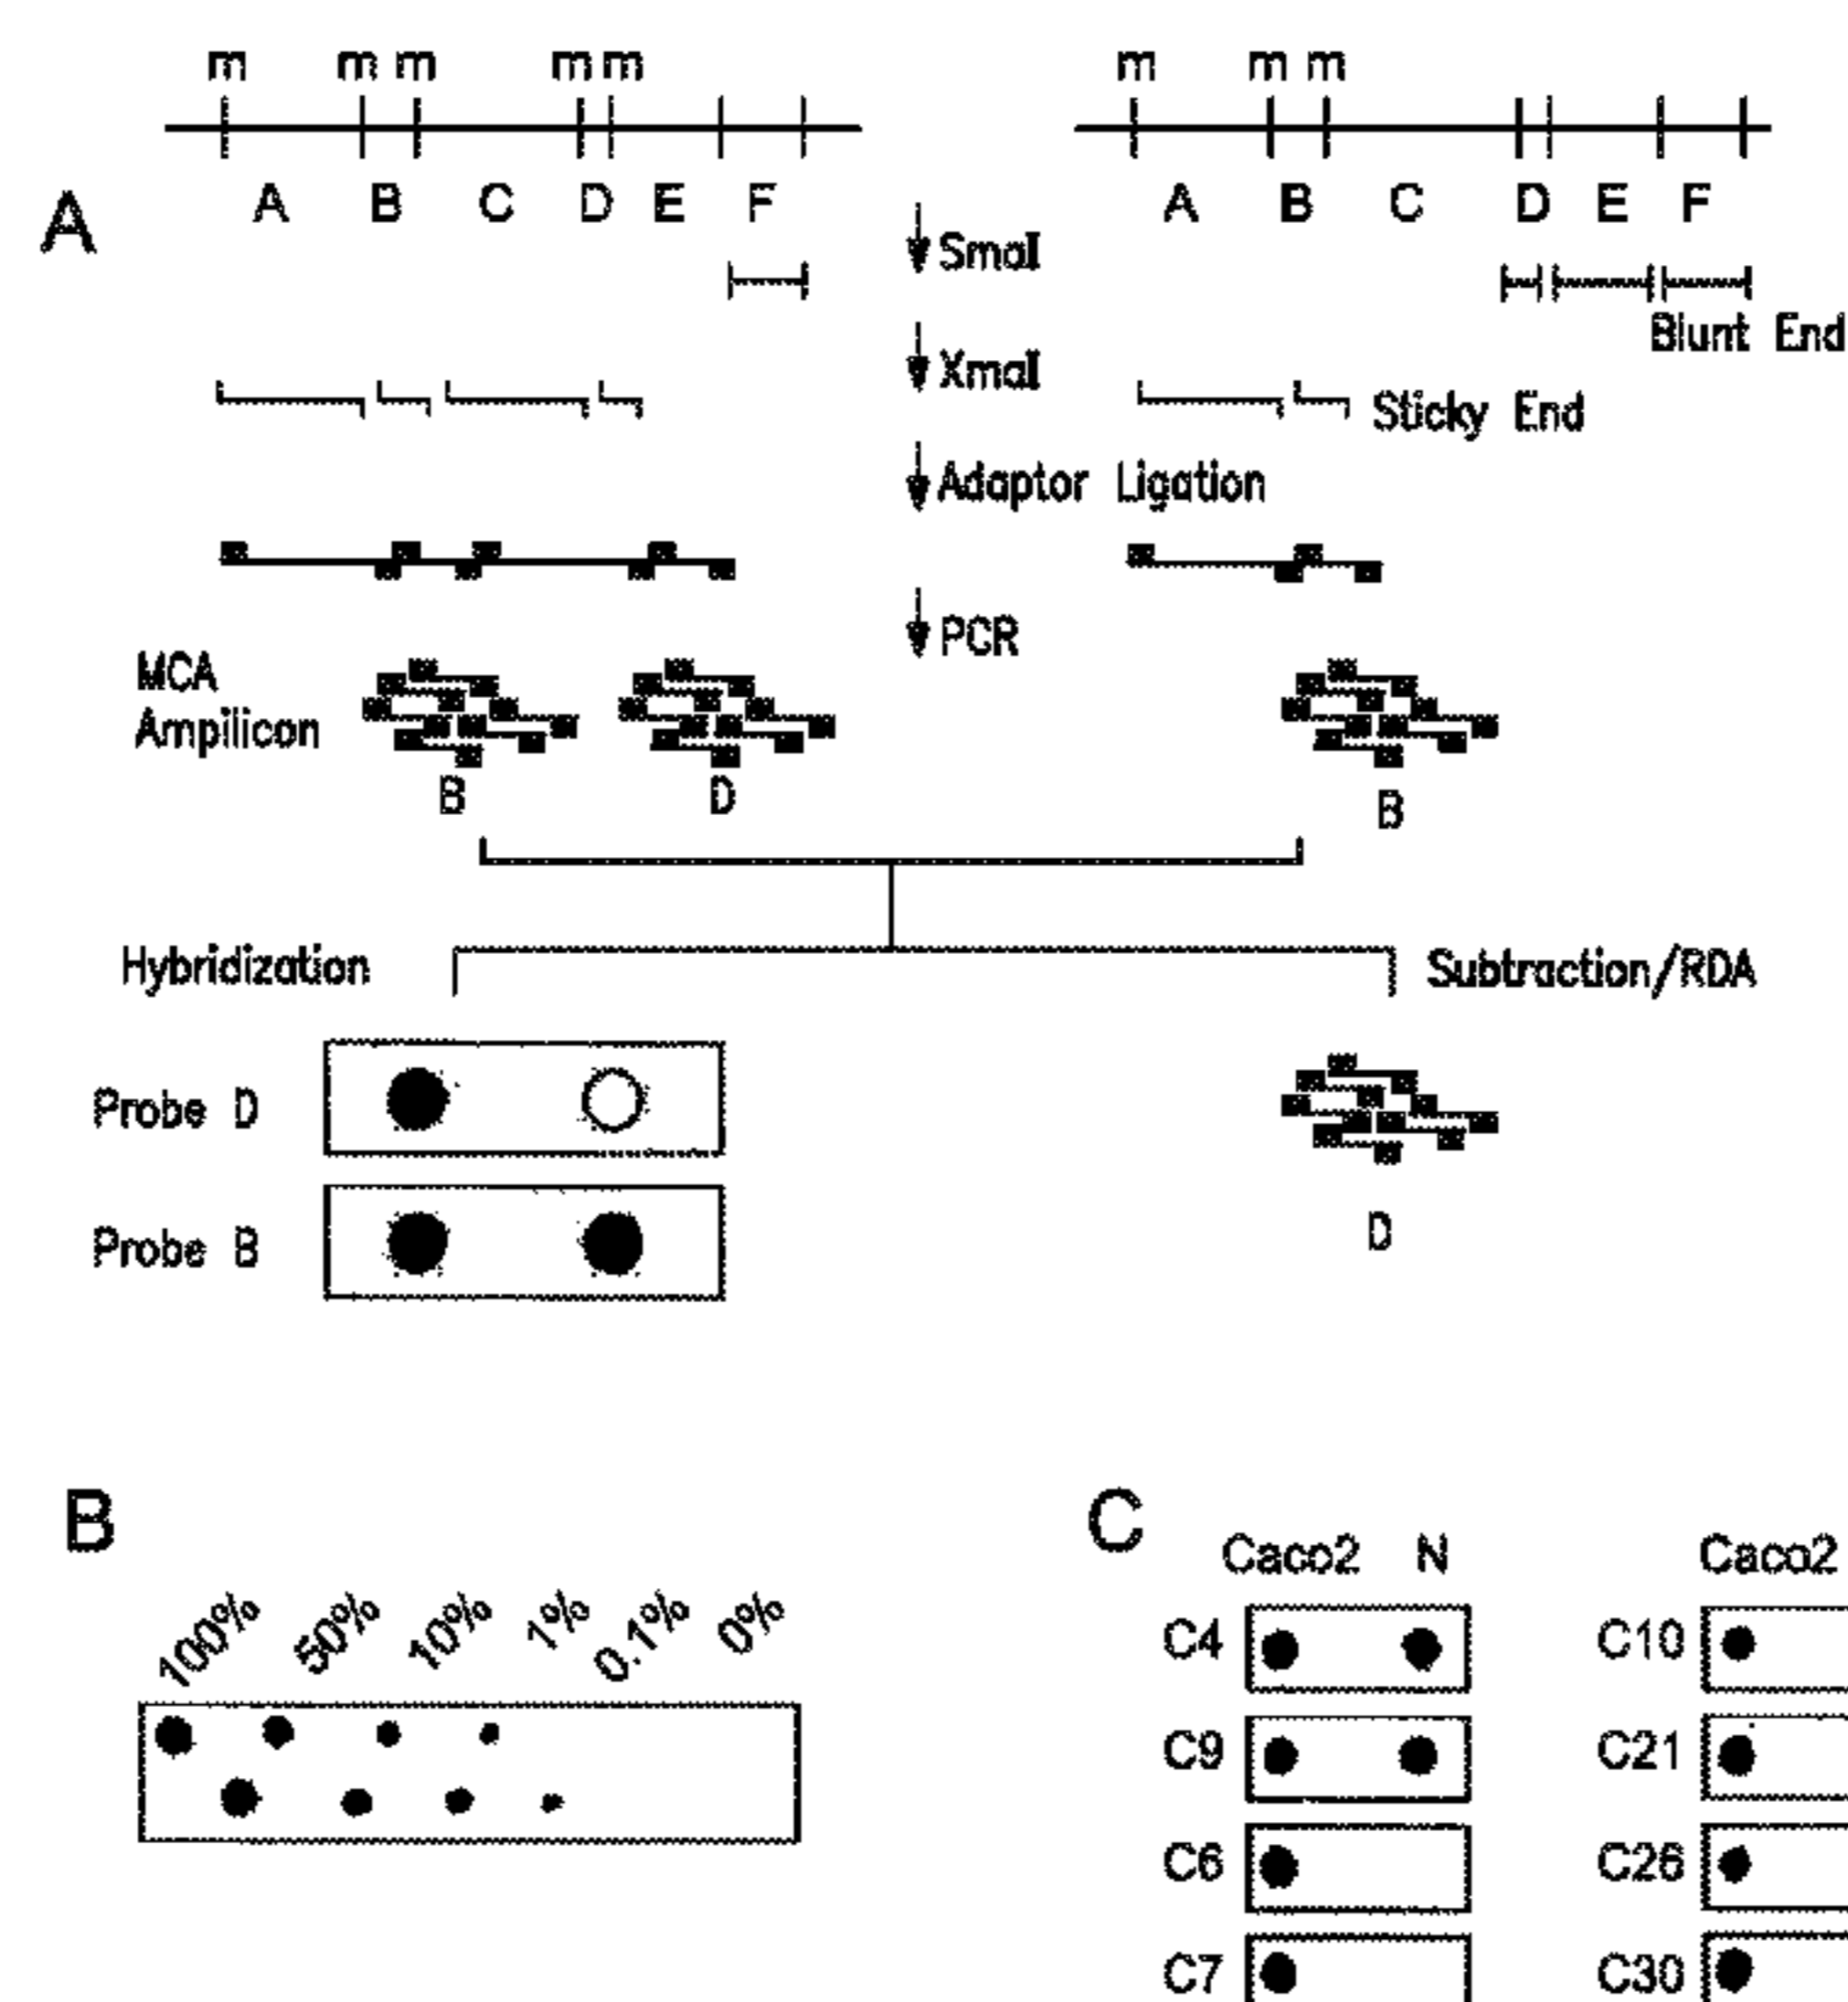 m m m m m
m m m
A
A B C D E F
A B C D E F
SmaI
Blunt End
XmaI
Sticky End
Adaptor Ligation
PCR
MCA
Ampilicon
B
D
B
Hybridization
Subtraction/RDA
Probe D
Probe B
D
B
100% 50% 10% 1% 0.1% 0%
C
Caco2 N
Caco2
C4
C10
C9
C21
C6
C26
C7
C30